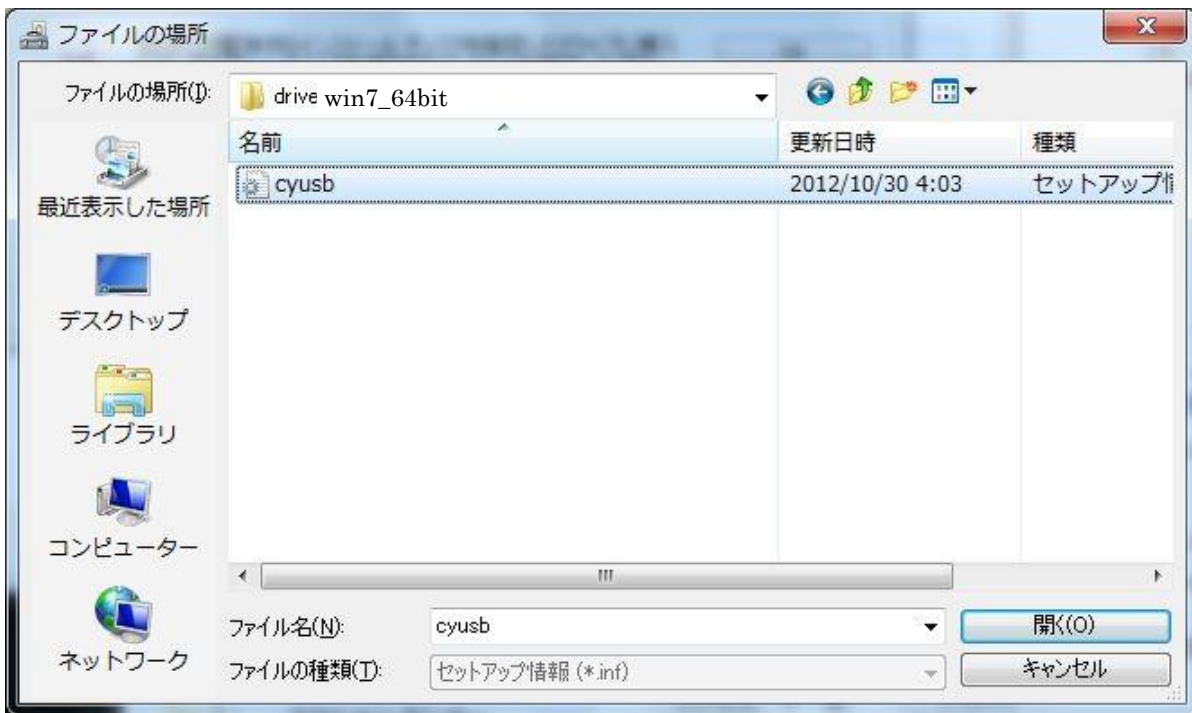 ファイルの場所
ファイルの場所(I):
drive win7_64bit
名前
更新日時
種類
cyusb
2012/10/30 4:03
セットアップ情
最近表示した場所
デスクトップ
ライブラリ
コンピューター
ネットワーク
ファイル名(N):
cyusb
開く(O)
ファイルの種類(T):
セットアップ情報 (*.inf)
キャンセル